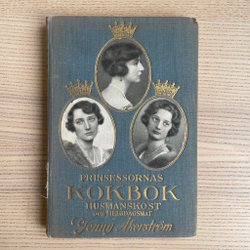 PRINSESSORNAS
KOKBOK
HUSMANSKOST
OCH HELGDAGSMAT
Jenny Åkerström